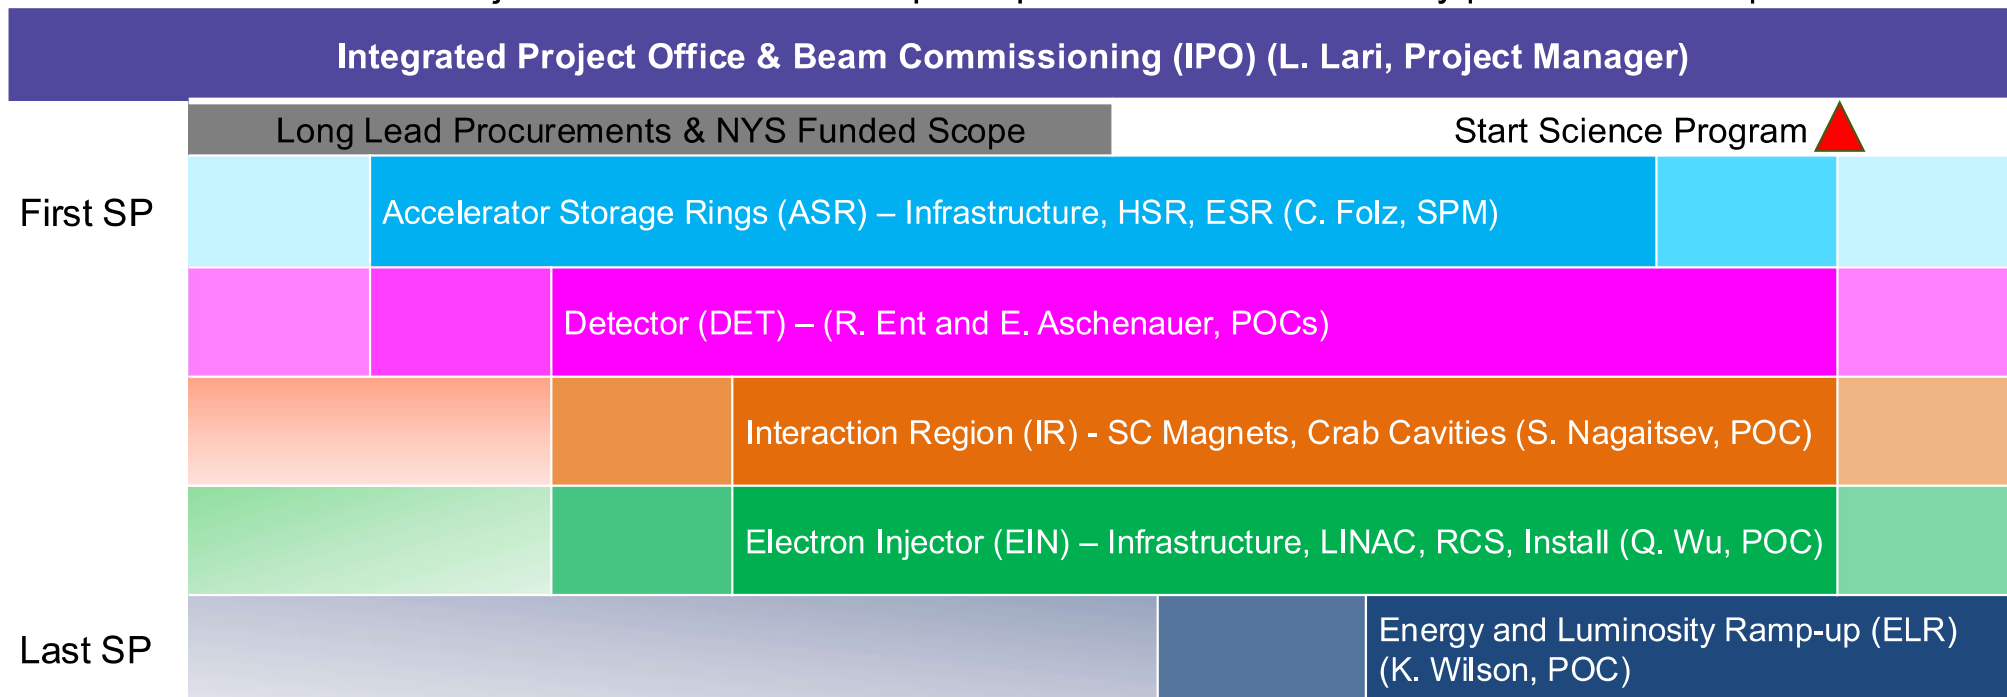 Integrated Project Office & Beam Commissioning (IPO) (L. Lari, Project Manager)
Long Lead Procurements & NYS Funded Scope
Start Science Program
First SP
Accelerator Storage Rings (ASR) – Infrastructure, HSR, ESR (C. Folz, SPM)
Detector (DET) – (R. Ent and E. Aschenauer, POCs)
Interaction Region (IR) - SC Magnets, Crab Cavities (S. Nagaitsev, POC)
Electron Injector (EIN) – Infrastructure, LINAC, RCS, Install (Q. Wu, POC)
Last SP
Energy and Luminosity Ramp-up (ELR)
(K. Wilson, POC)